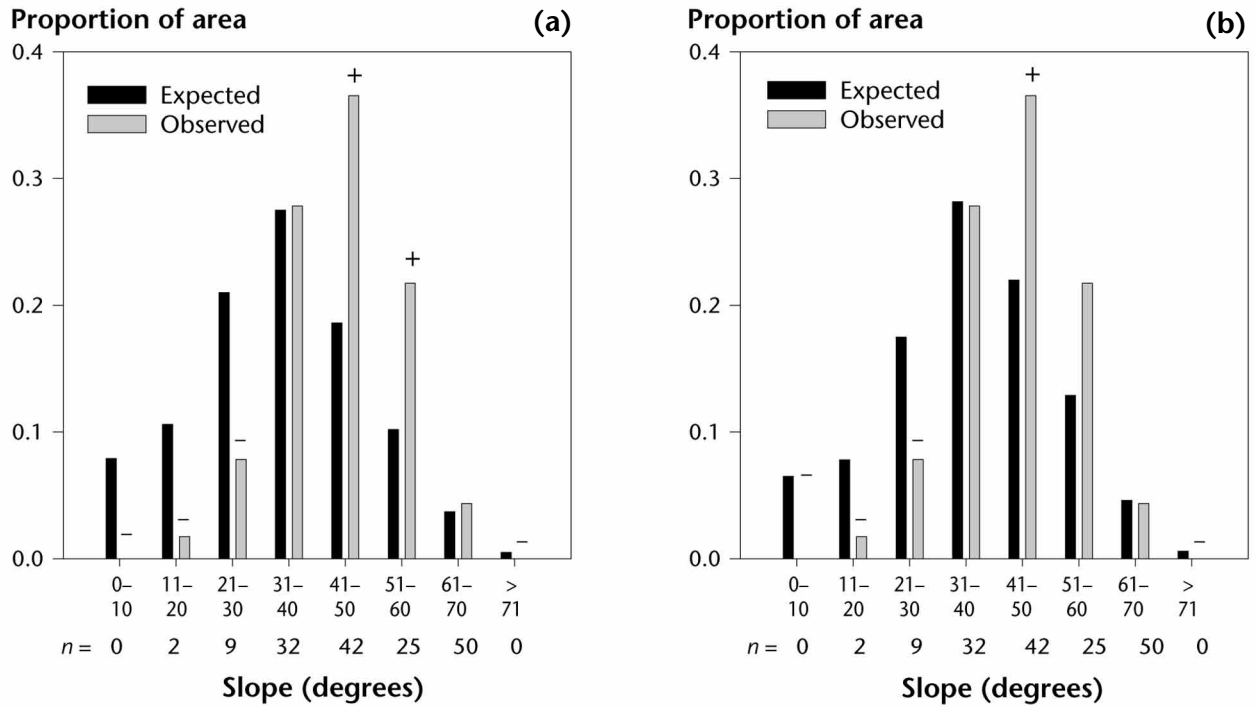 Proportion of area (a)
0.4
Expected
Observed
+
0.3
+
0.2
0.1
–
–
–
–
0.0
0– 11– 21– 31– 41– 51– 61– >
10 20 30 40 50 60 70 71
n = 0 2 9 32 42 25 50 0
Slope (degrees)
Proportion of area (b)
0.4
Expected
Observed
+
0.3
0.2
0.1
–
–
–
–
0.0
0– 11– 21– 31– 41– 51– 61– >
10 20 30 40 50 60 70 71
n = 0 2 9 32 42 25 50 0
Slope (degrees)